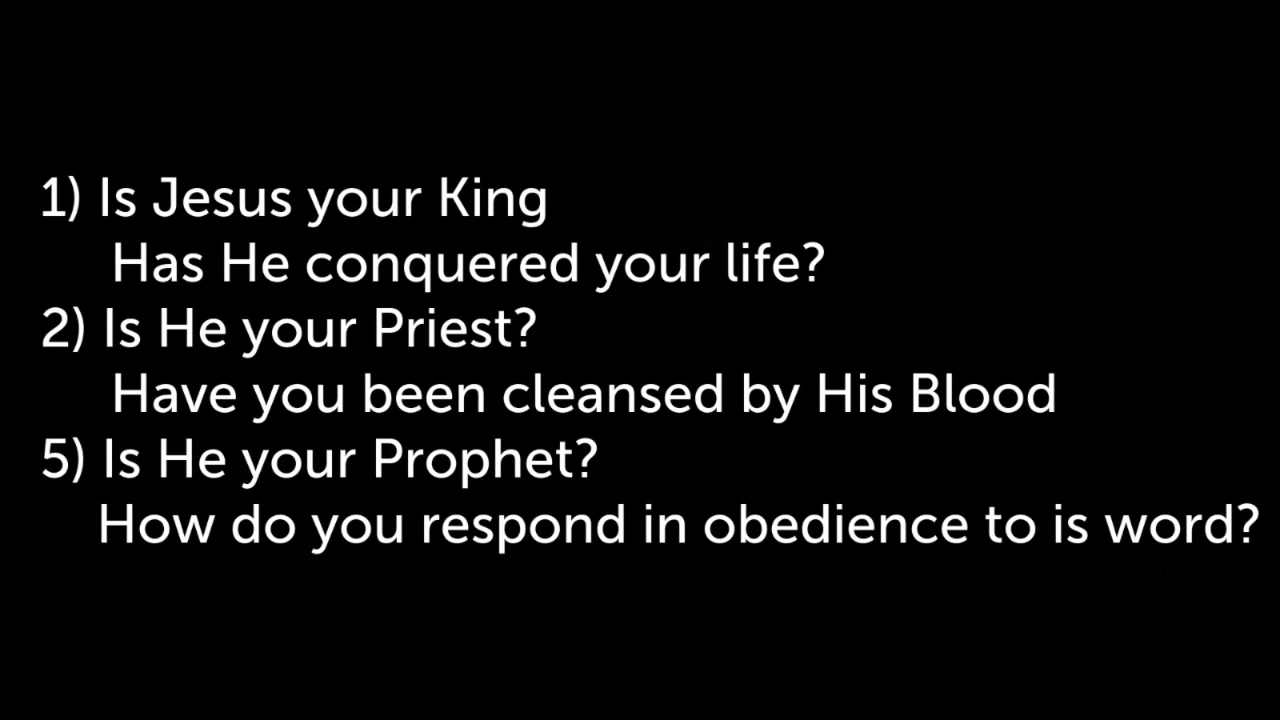 1) Is Jesus your King
Has He conquered your life?
2) Is He your Priest?
Have you been cleansed by His Blood
5) Is He your Prophet?
How do you respond in obedience to is word?